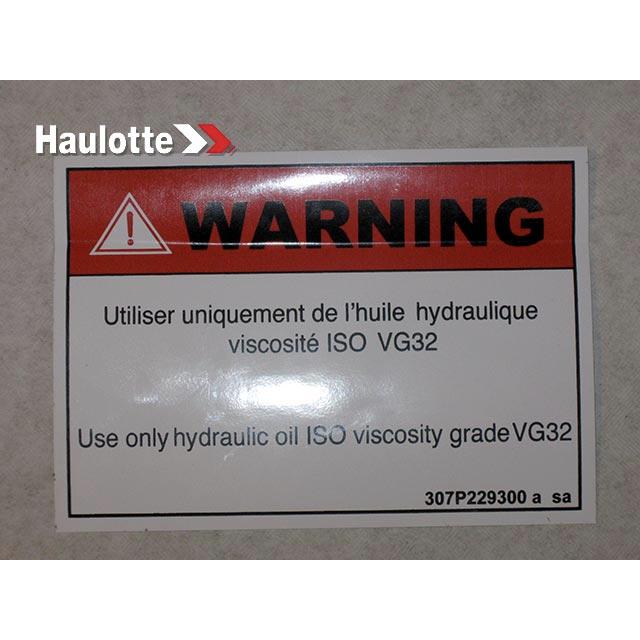 Haulotte
WARNING
Utiliser uniquement de l'huile hydraulique
viscosité ISO VG32
Use only hydraulic oil ISO viscosity grade VG32
307P229300 a sa